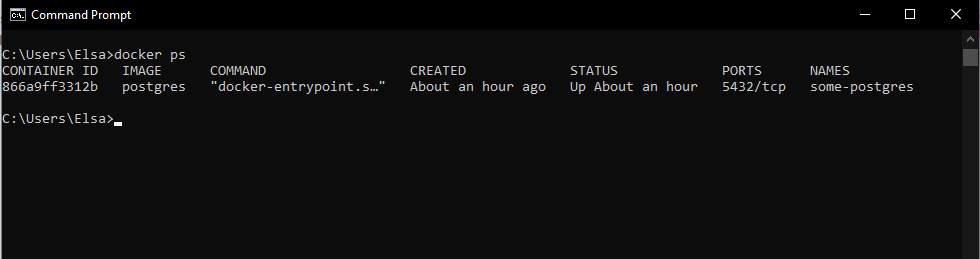 Command Prompt
C:\Users\Elsa>docker ps
CONTAINER ID   IMAGE      COMMAND                  CREATED             STATUS             PORTS      NAMES
866a9ff3312b   postgres   "docker-entrypoint.s…"   About an hour ago   Up About an hour   5432/tcp   some-postgres
C:\Users\Elsa>